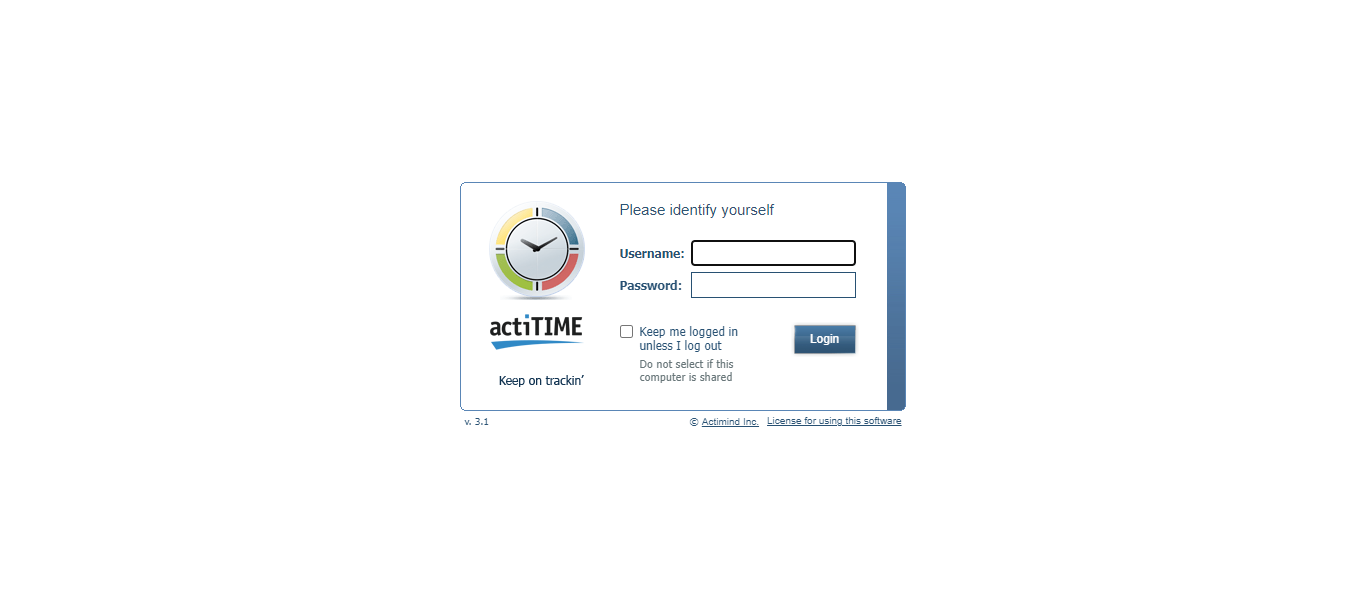 Please identify yourself
Username:
Password:
actiTIME
Keep me logged in
unless I log out
Login
Do not select if this
computer is shared
Keep on trackin’
v. 3.1
© Actimind Inc. License for using this software